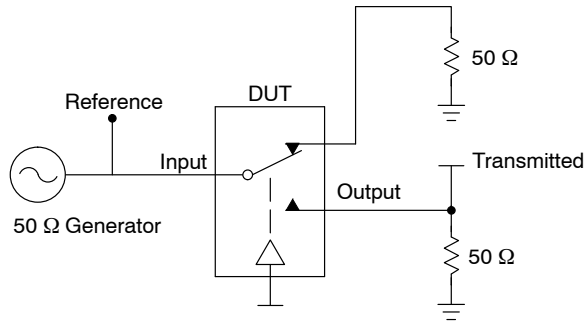 50 Ω
DUT
Reference
Input
Transmitted
Output
50 Ω Generator
50 Ω